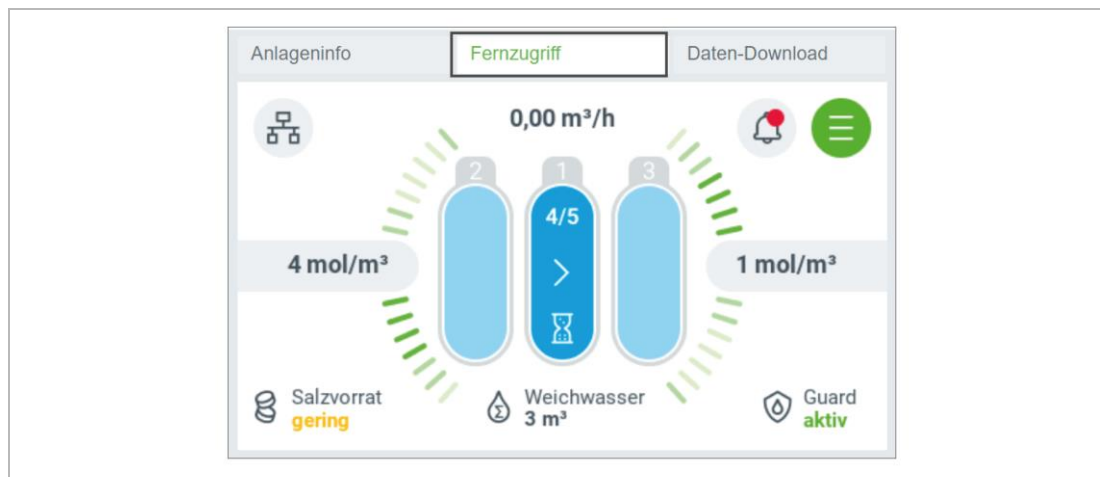 Anlageninfo
Fernzugriff
Daten-Download
0,00 m³/h
2
1
3
4/5
4 mol/m³
1 mol/m³
Salzvorrat
gering
Weichwasser
3 m³
Guard
aktiv